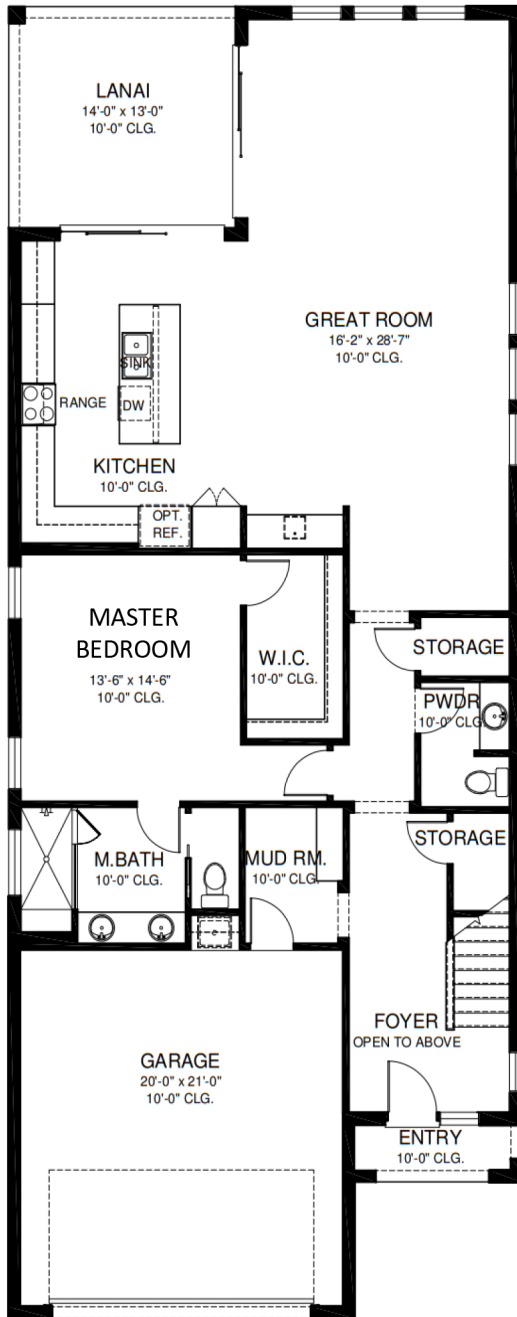 LANAI
14'-0" x 13'-0"
10'-0" CLG.
GREAT ROOM
16'-2" x 28'-7"
10'-0" CLG.
SINK
RANGE
DW
KITCHEN
10'-0" CLG.
OPT.
REF.
MASTER
BEDROOM
13'-6" x 14'-6"
10'-0" CLG.
W.I.C.
10'-0" CLG.
STORAGE
PWDR
10'-0" CLG.
STORAGE
M.BATH
10'-0" CLG.
MUD RM.
10'-0" CLG.
FOYER
OPEN TO ABOVE
GARAGE
20'-0" x 21'-0"
10'-0" CLG.
ENTRY
10'-0" CLG.